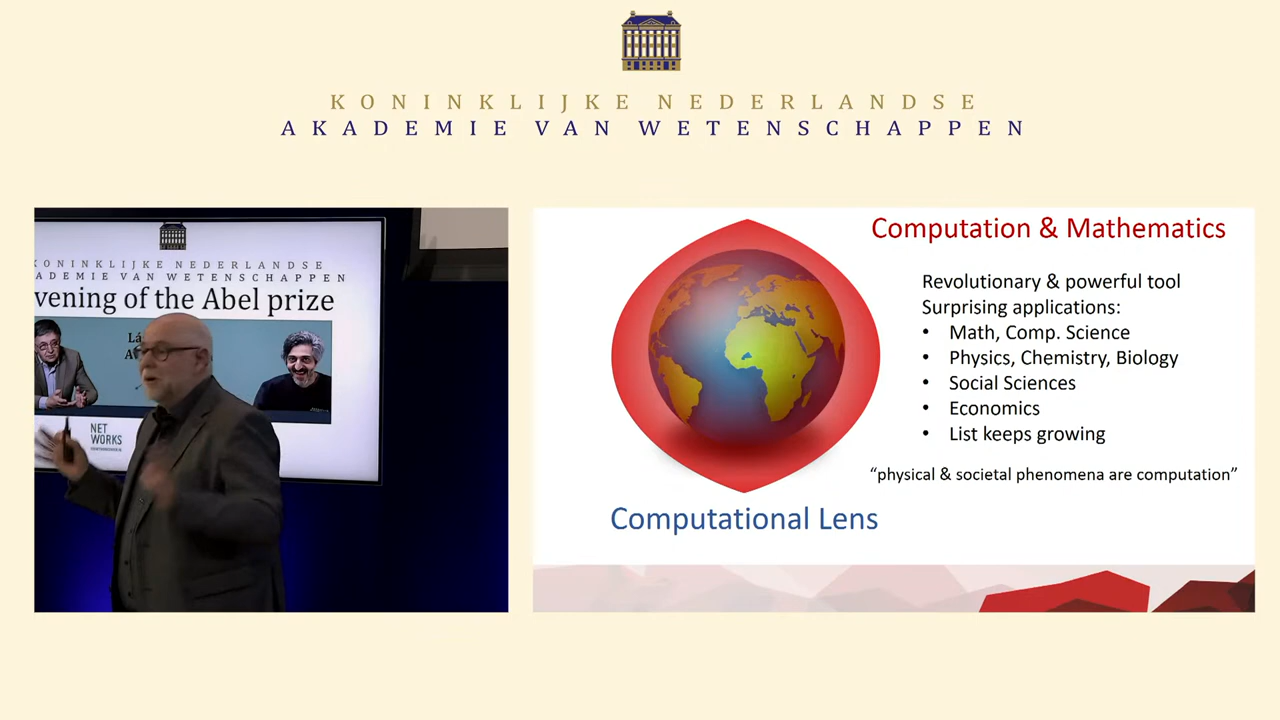 KONINKLIJKE NEDERLANDSE
AKADEMIE VAN WETENSCHAPPEN
KONINKLIJKE NEDERLANDSE
ADEMIE VAN WETENSCHAPPEN
vening of the Abel prize
Lá
A
NET
WORKS
Computation & Mathematics
Revolutionary & powerful tool
Surprising applications:
• Math, Comp. Science
• Physics, Chemistry, Biology
• Social Sciences
• Economics
• List keeps growing
“physical & societal phenomena are computation”
Computational Lens